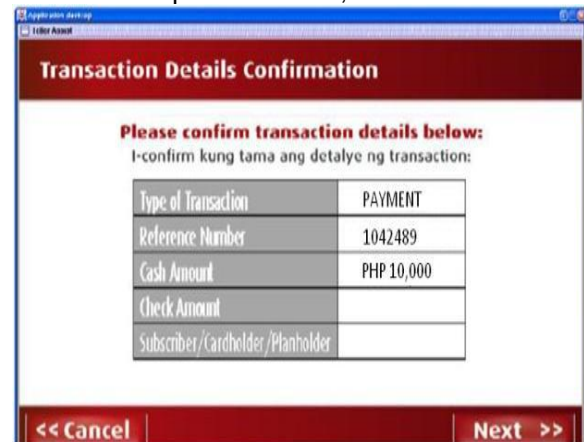 Teller Assist
Transaction Details Confirmation
Please confirm transaction details below:
I-confirm kung tama ang detalye ng transaction:
Type of Transaction PAYMENT
Reference Number 1042489
Cash Amount PHP 10,000
Check Amount
Subscriber/Cardholder/Planholder
<< Cancel Next >>